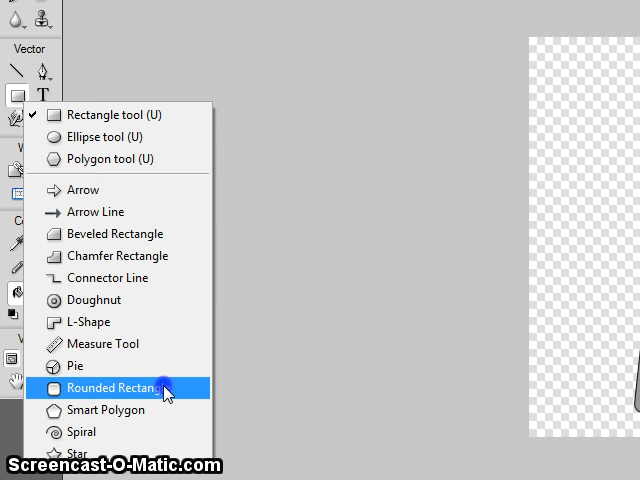 Vector
T
Rectangle tool (U)
Ellipse tool (U)
Polygon tool (U)
Arrow
Arrow Line
Beveled Rectangle
Chamfer Rectangle
Connector Line
Doughnut
L-Shape
Measure Tool
Pie
Rounded Rectang
Smart Polygon
Spiral
Star
Screencast-O-Matic.com